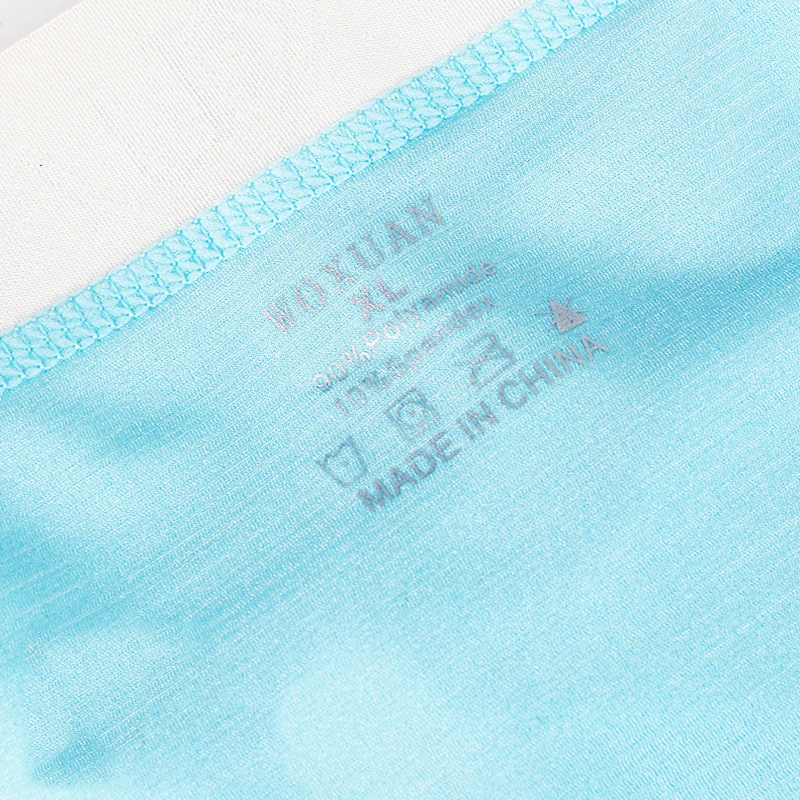 WOXUAN
XL
90%Polyamide
10%Spandex
MADE IN CHINA